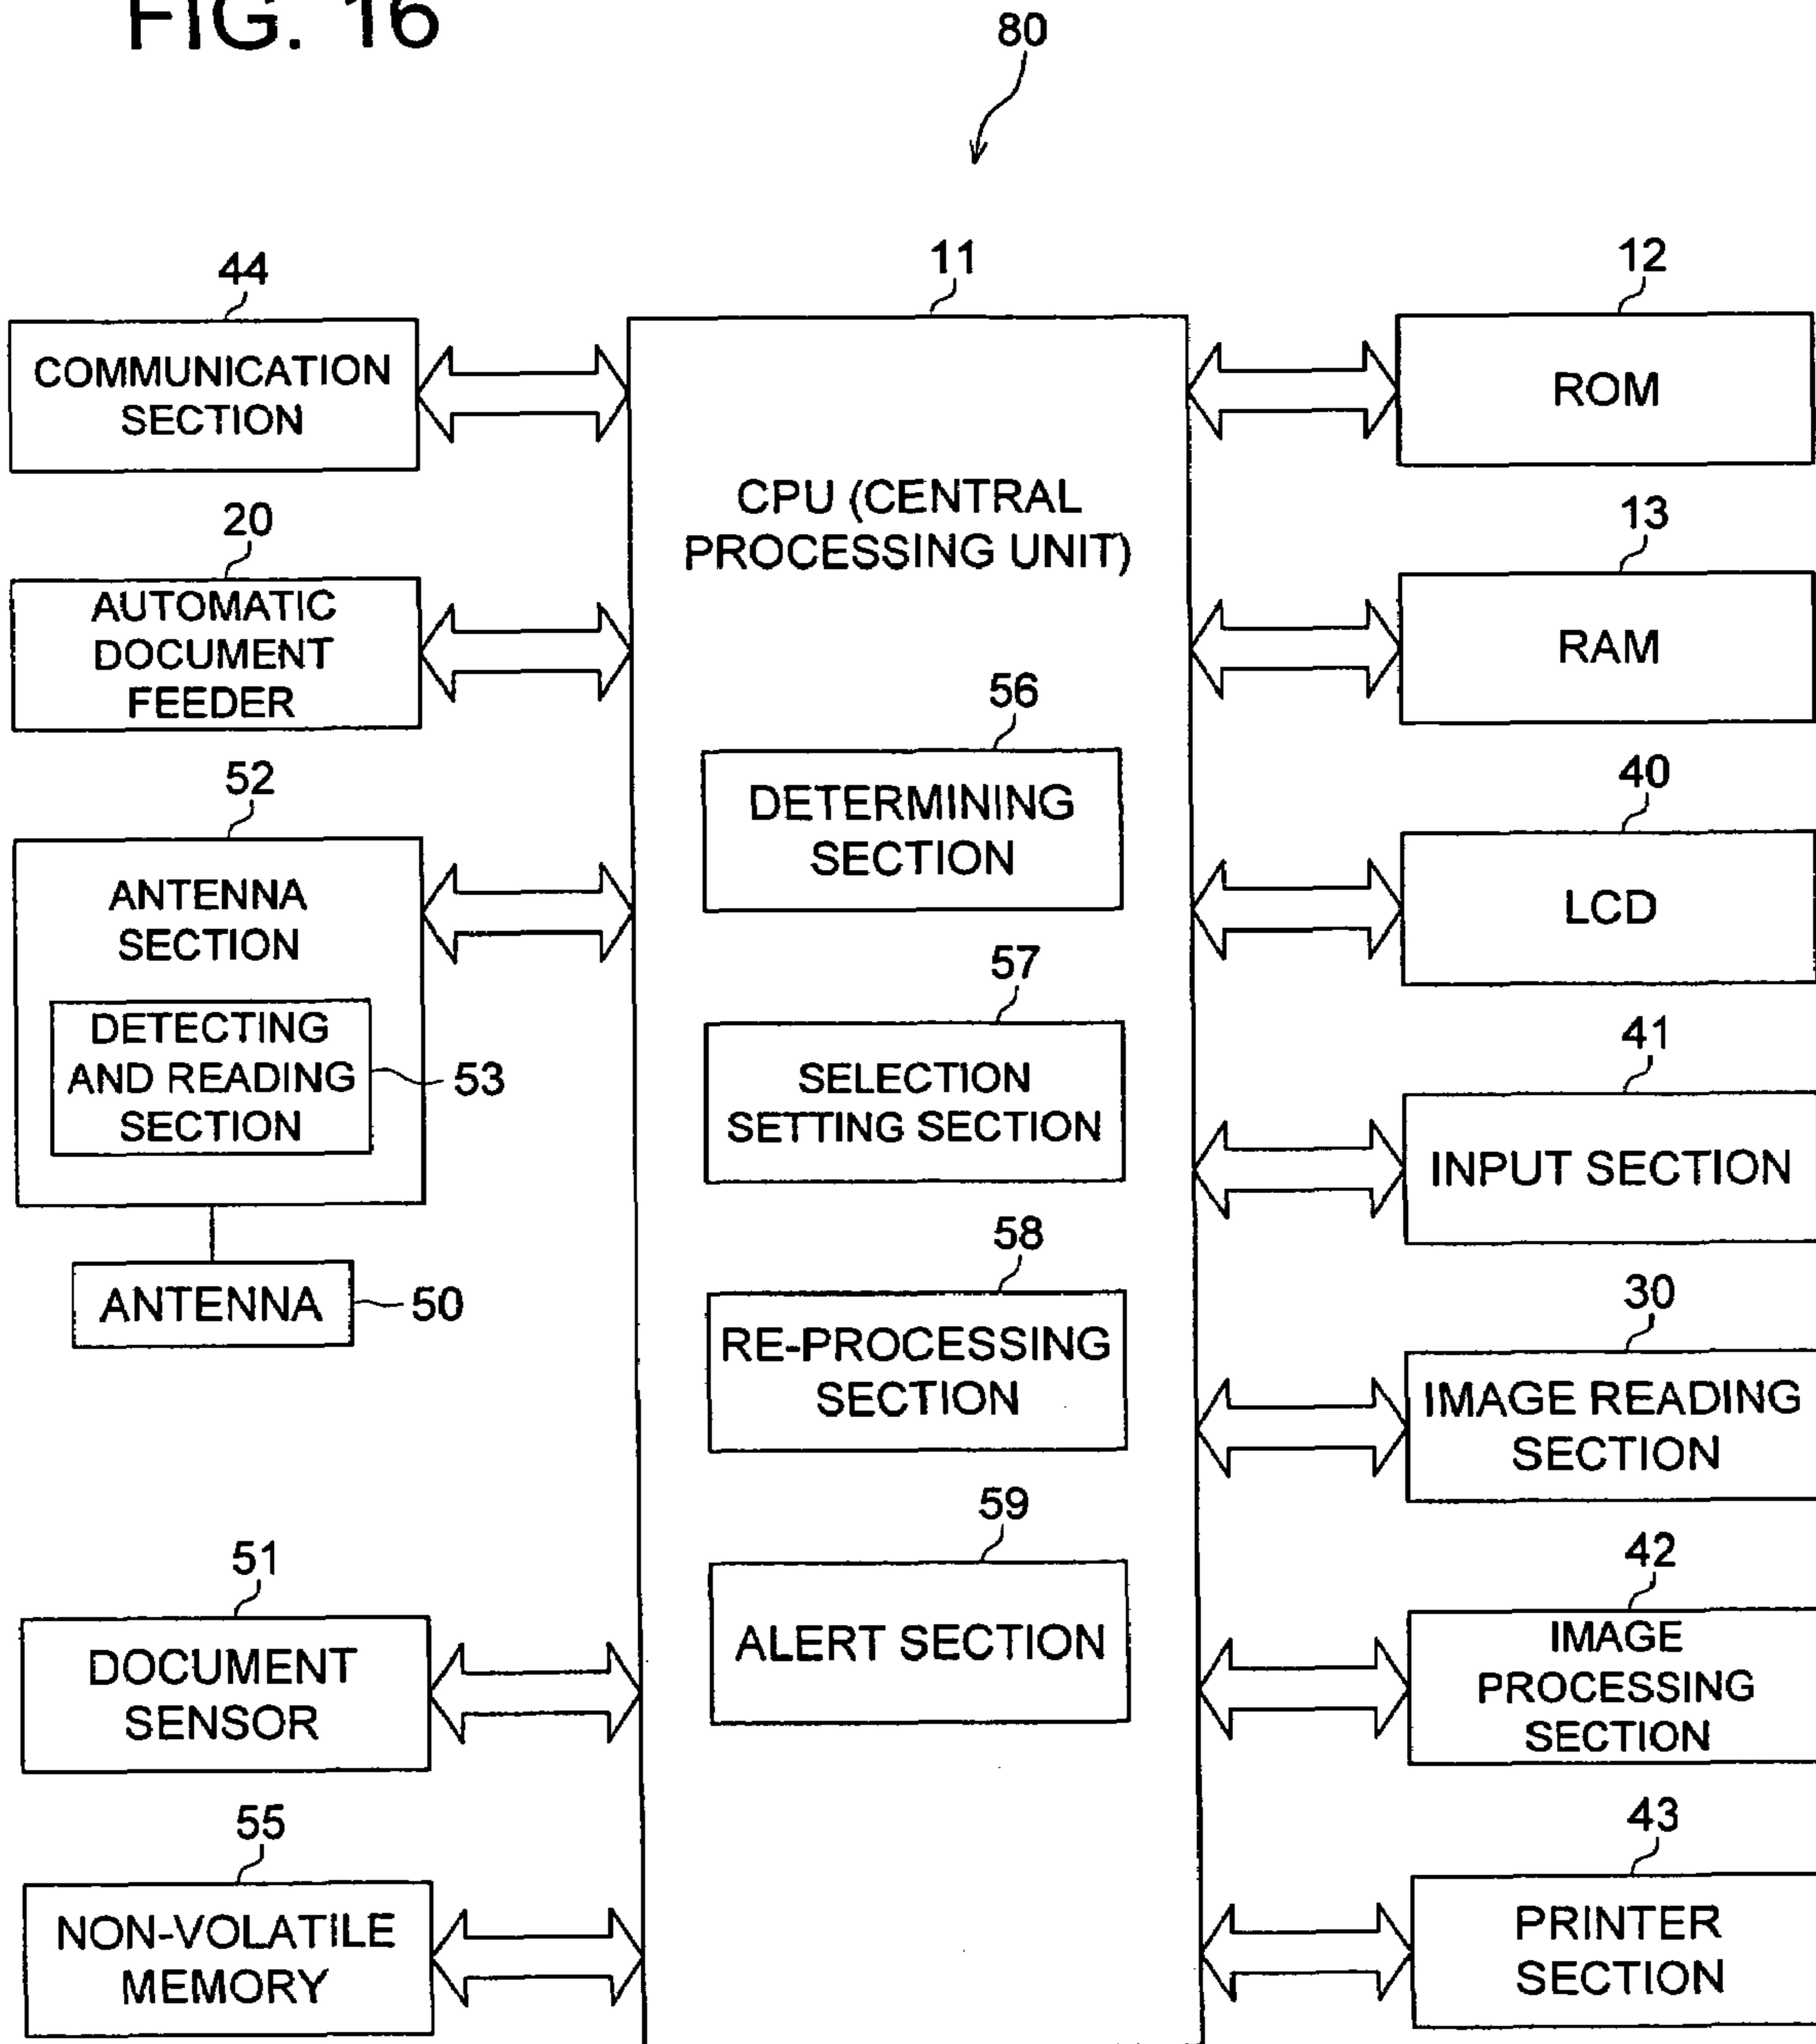 FIG. 16
80
44
COMMUNICATION
SECTION
20
AUTOMATIC
DOCUMENT
FEEDER
52
ANTENNA
SECTION
DETECTING
AND READING
SECTION
53
ANTENNA
50
51
DOCUMENT
SENSOR
55
NON-VOLATILE
MEMORY
11
CPU (CENTRAL
PROCESSING UNIT)
56
DETERMINING
SECTION
57
SELECTION
SETTING SECTION
58
RE-PROCESSING
SECTION
59
ALERT SECTION
12
ROM
13
RAM
40
LCD
41
INPUT SECTION
30
IMAGE READING
SECTION
42
IMAGE
PROCESSING
SECTION
43
PRINTER
SECTION